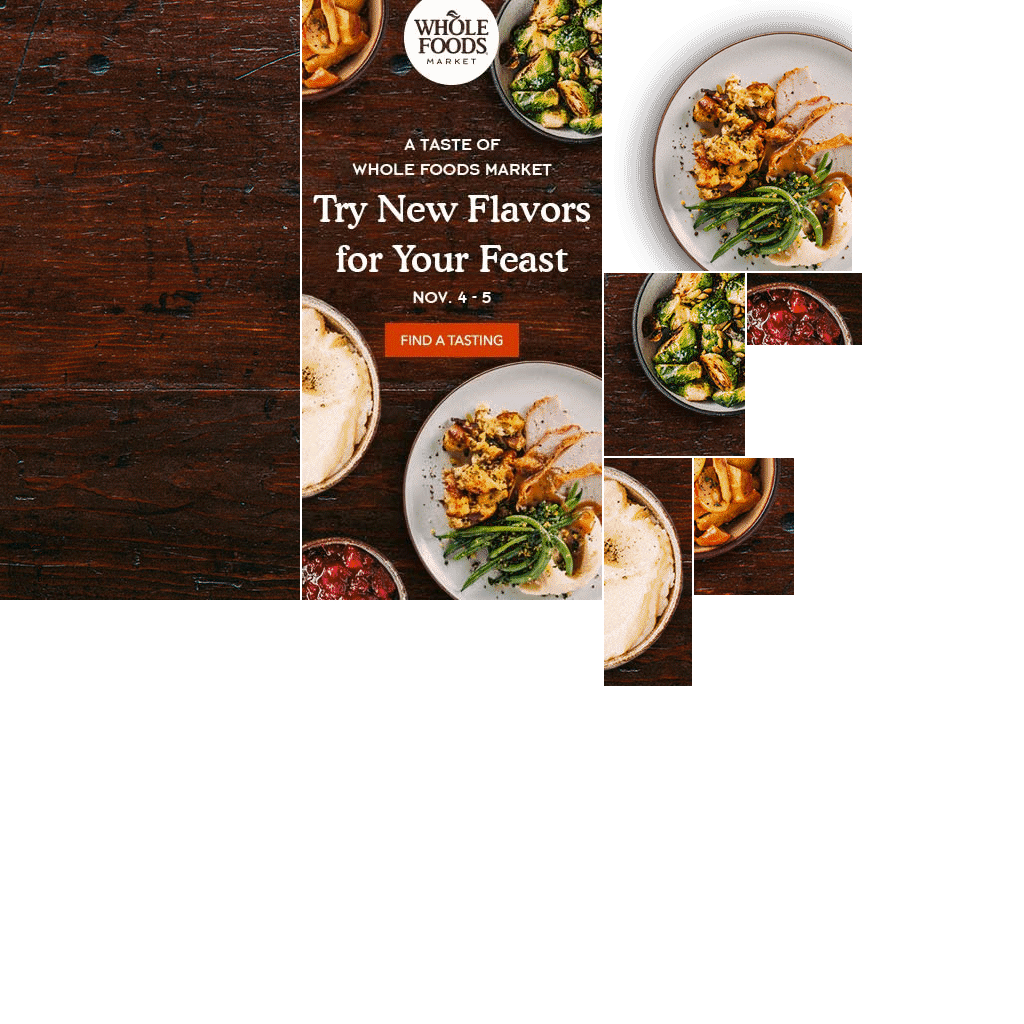 WHOLE
FOODS
MARKET
A TASTE OF
WHOLE FOODS MARKET
Try New Flavors
for Your Feast
NOV. 4 - 5
FIND A TASTING